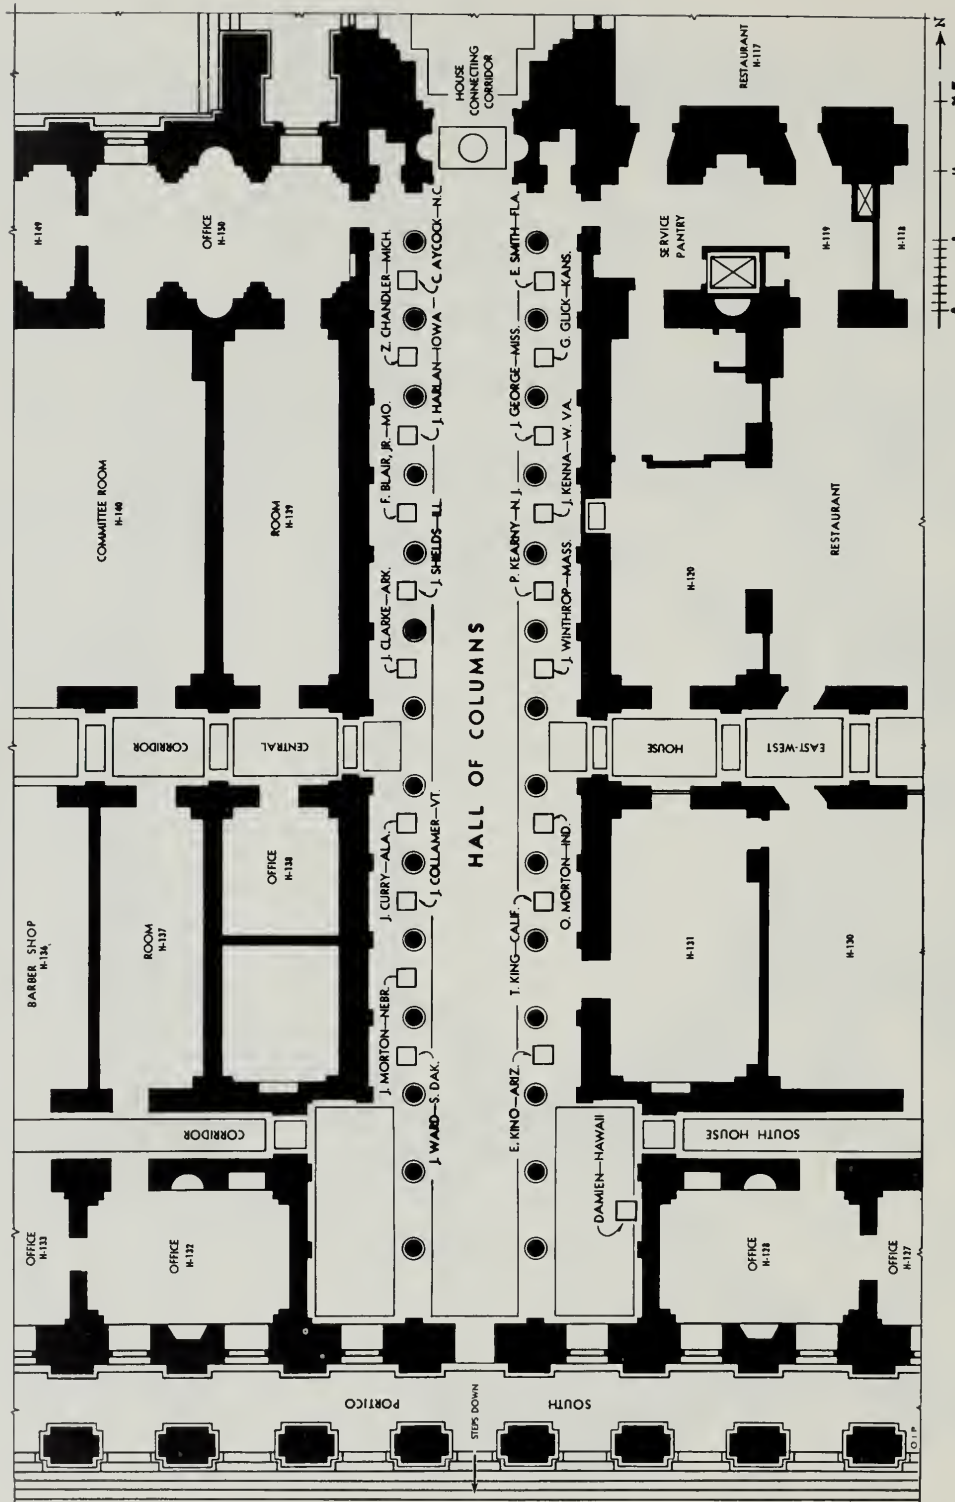 HOUSE
CONNECTING
CORRIDOR
RESTAURANT
H-117
N
H-149
OFFICE
H-150
Z. CHANDLER—MICH.
C. AYCOCK—N.C.
E. SMITH—FLA.
G. GLICK—KANS.
SERVICE
PANTRY
H-119
H-118
COMMITTEE ROOM
H-140
ROOM
H-139
F. BLAIR, JR.—MO.
J. HARLAN—IOWA
J. GEORGE—MISS.
J. KENNA—W. VA.
J. CLARKE—ARK.
J. SHIELDS—ILL.
P. KEARNY—N.J.
J. WINTHROP—MASS.
H-120
RESTAURANT
HALL OF COLUMNS
CORRIDOR
CENTRAL
HOUSE
EAST-WEST
BARBER SHOP
H-136
ROOM
H-137
OFFICE
H-138
J. CURRY—ALA.
J. COLLAMER—VT.
T. KING—CALIF.
O. MORTON—IND.
H-131
H-130
J. MORTON—NEBR.
J. WARD—S. DAK.
E. KINO—ARIZ.
DAMIEN—HAWAII
CORRIDOR
SOUTH HOUSE
OFFICE
H-133
OFFICE
H-132
OFFICE
H-128
OFFICE
H-127
PORTICO
STEPS DOWN
SOUTH